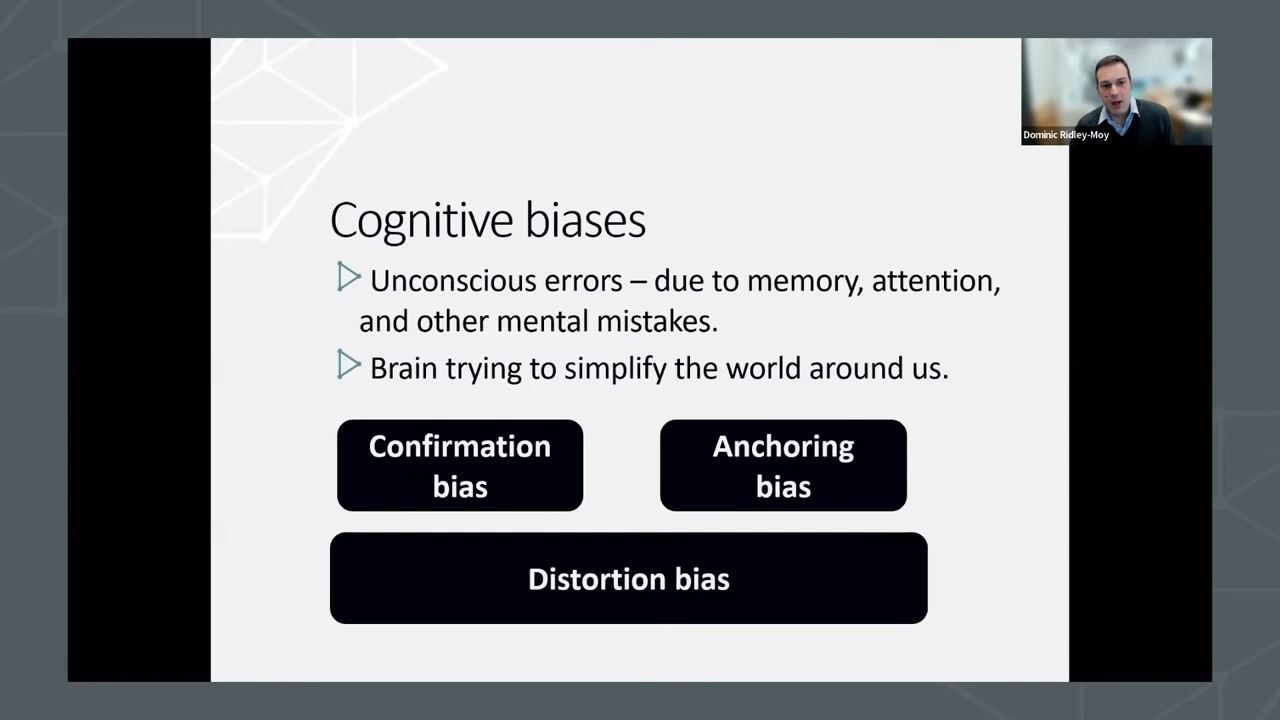 Dominic Ridley-Moy
Cognitive biases
Unconscious errors – due to memory, attention,
and other mental mistakes.
Brain trying to simplify the world around us.
Confirmation
bias
Anchoring
bias
Distortion bias